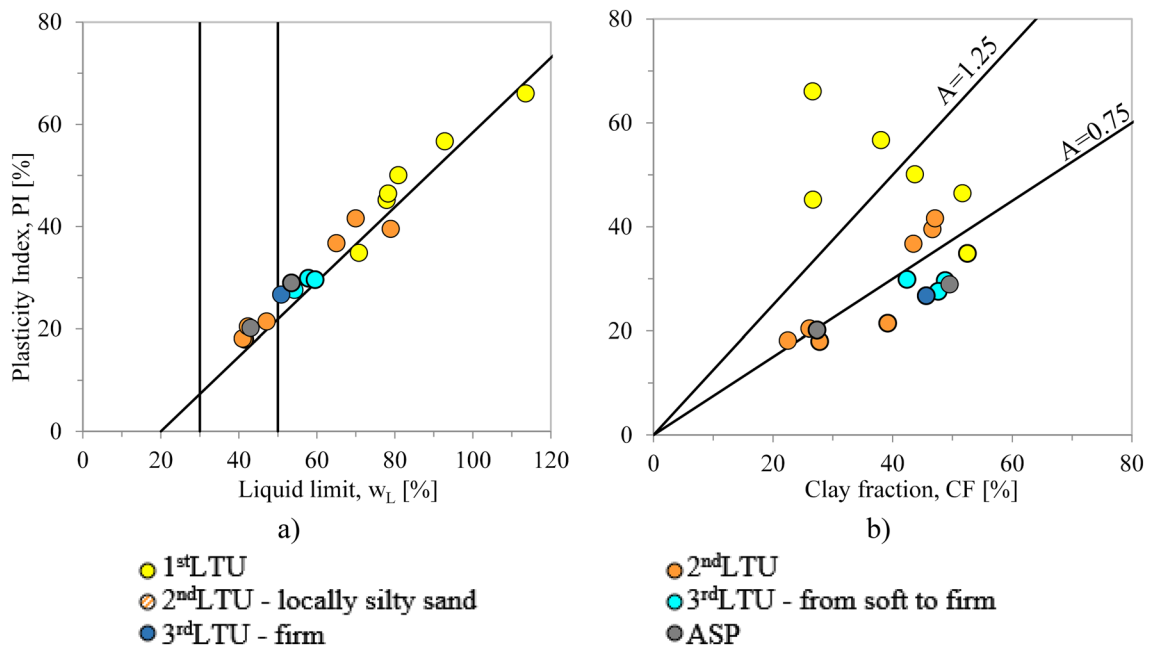 80
60
40
20
0
Plasticity Index, PI [%]
0 20 40 60 80 100 120
Liquid limit, wL [%]
a)
80
60
40
20
0
A=1.25
A=0.75
0 20 40 60 80
Clay fraction, CF [%]
b)
1stLTU
2ndLTU
2ndLTU - locally silty sand
3rdLTU - from soft to firm
3rdLTU - firm
ASP